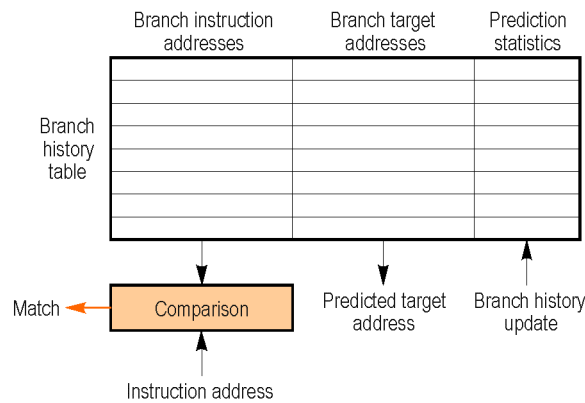 Branch instruction
addresses
Branch target
addresses
Prediction
statistics
Branch
history
table
Match
Comparison
Predicted target
address
Branch history
update
Instruction address